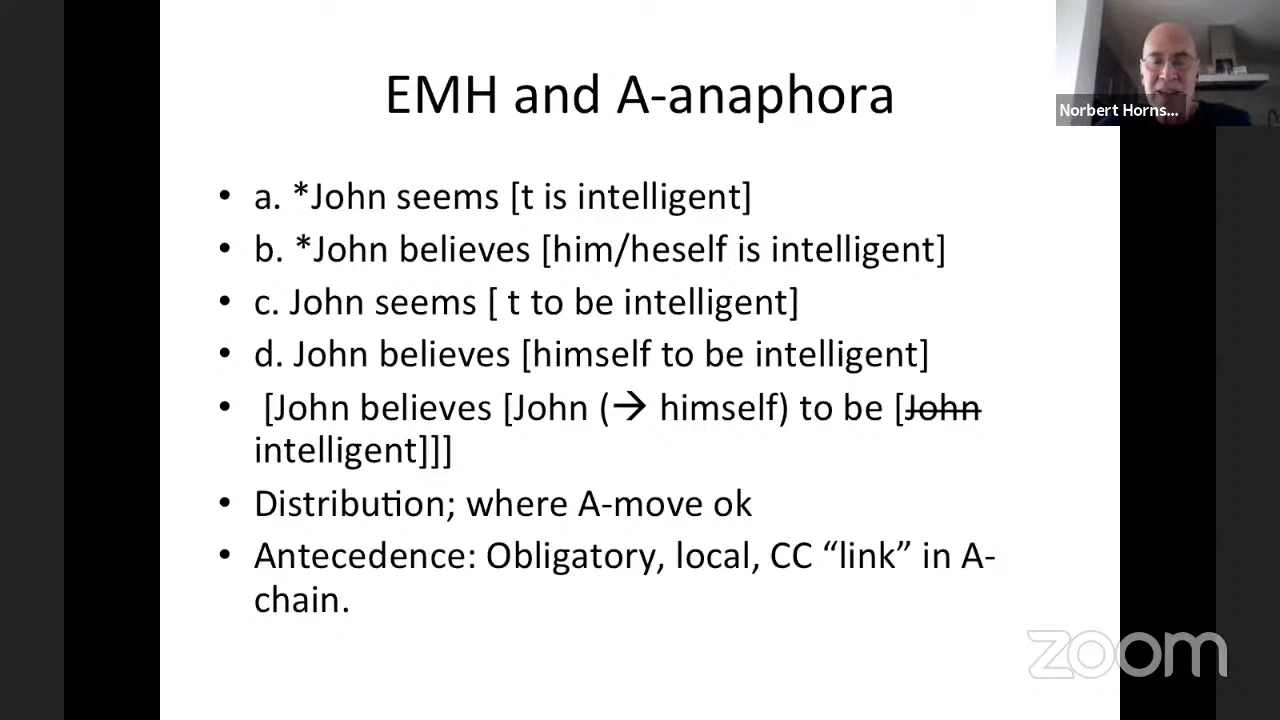 EMH and A-anaphora
Norbert Horns...
• a. *John seems [t is intelligent]
• b. *John believes [him/heself is intelligent]
• c. John seems [ t to be intelligent]
• d. John believes [himself to be intelligent]
• [John believes [John (→ himself) to be [John
intelligent]]]
• Distribution; where A-move ok
• Antecedence: Obligatory, local, CC “link” in A-
chain.
zoom